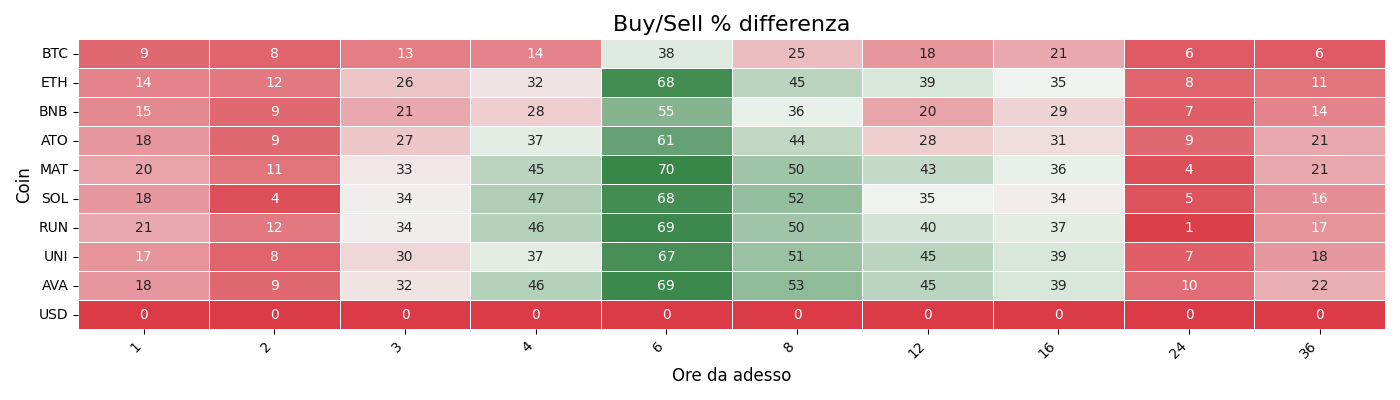 Buy/Sell % differenza
Coin
BTC 9 8 13 14 38 25 18 21 6 6
ETH 14 12 26 32 68 45 39 35 8 11
BNB 15 9 21 28 55 36 20 29 7 14
ATO 18 9 27 37 61 44 28 31 9 21
MAT 20 11 33 45 70 50 43 36 4 21
SOL 18 4 34 47 68 52 35 34 5 16
RUN 21 12 34 46 69 50 40 37 1 17
UNI 17 8 30 37 67 51 45 39 7 18
AVA 18 9 32 46 69 53 45 39 10 22
USD 0 0 0 0 0 0 0 0 0 0
1 2 3 4 6 8 12 16 24 36
Ore da adesso